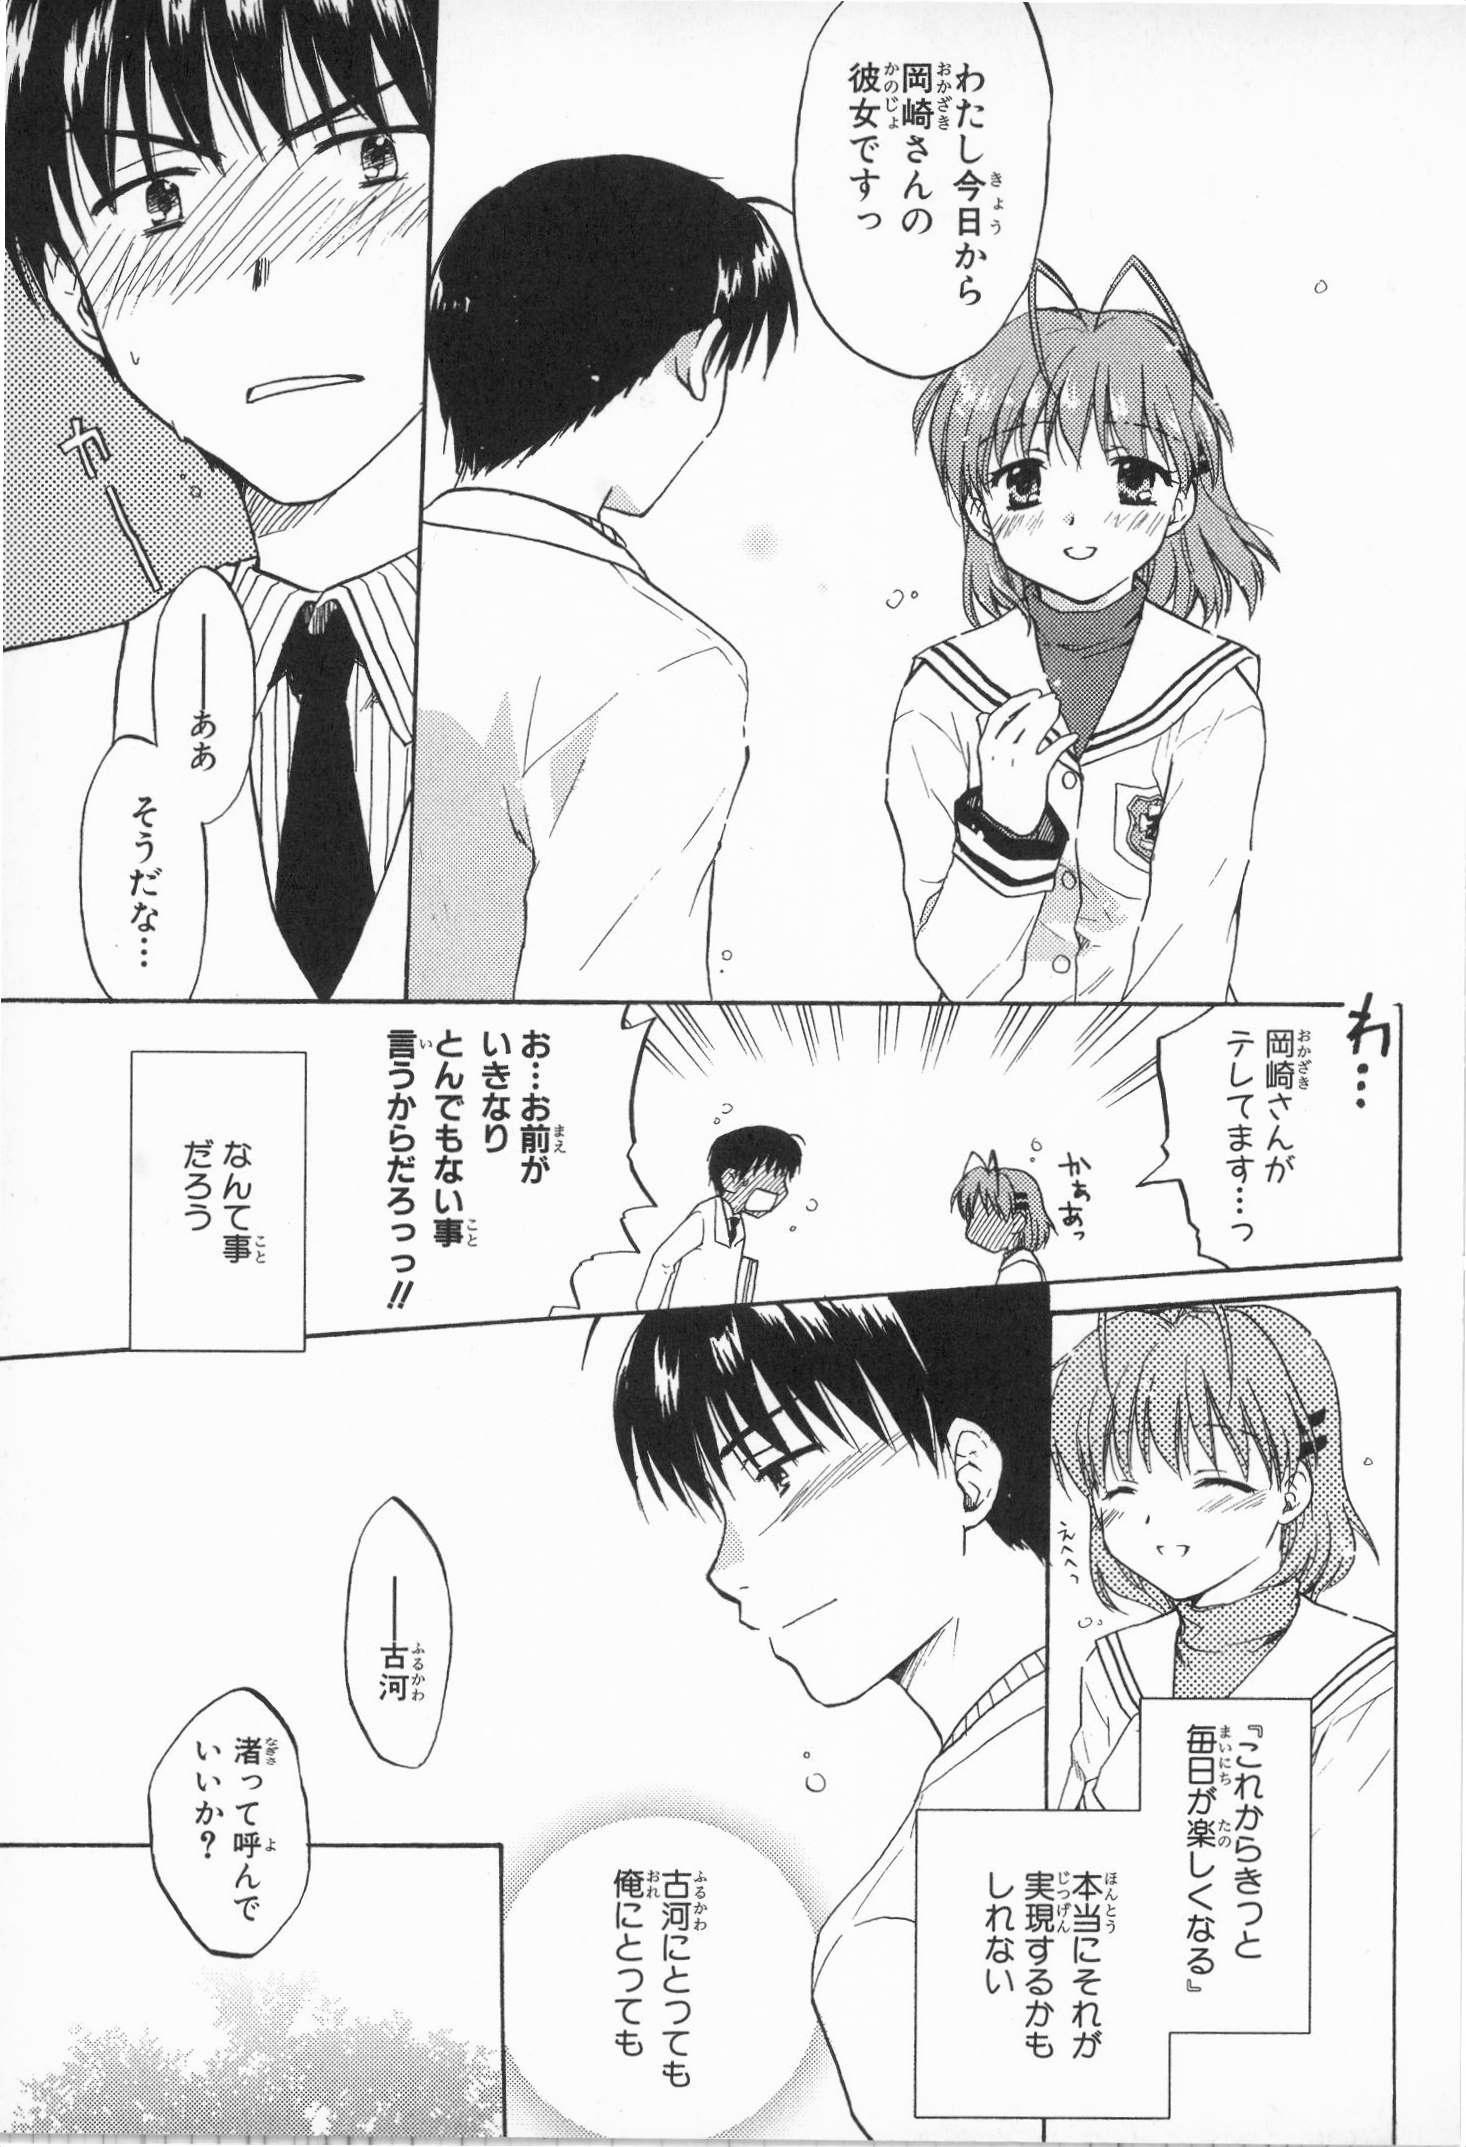 わたし今日から
岡崎さんの
彼女ですっ
カー
――ああ
そうだな…
わ…
岡崎さんが
テレてます…っ
かぁあっ
お…お前が
いきなり
とんでもない事
言うからだろっっ!!
なんて事
だろう
えへへっ
『これからきっと
毎日が楽しくなる』
本当にそれが
実現するかも
しれない
古河にとっても
俺にとっても
――古河
渚って呼んで
いいか?